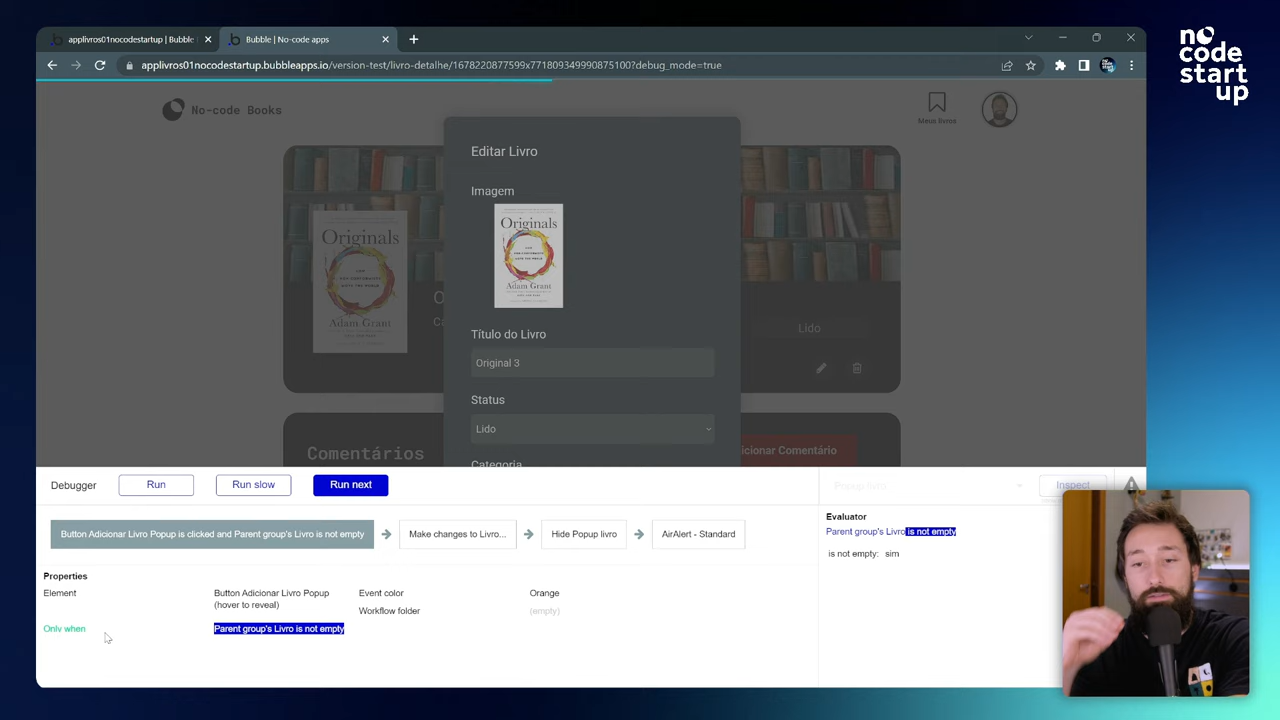 applivros01nocodestartup | Bubble
Bubble | No-code apps
applivros01nocodestartup.bubbleapps.io/version-test/livro-detalhe/1678220877599x771809349990875100?debug_mode=true
no
code
start
up
No-code Books
Meus livros
Editar Livro
Imagem
Originals
Adam Grant
Originals
Adam Grant
Título do Livro
Original 3
Lido
Status
Lido
Comentários
Categoria
icionar Comentário
Debugger
Run
Run slow
Run next
Inspect
Button Adicionar Livro Popup is clicked and Parent group's Livro is not empty
Make changes to Livro...
Hide Popup livro
AirAlert - Standard
Evaluator
Parent group's Livro is not empty
is not empty: sim
Properties
Element
Button Adicionar Livro Popup
(hover to reveal)
Event color
Orange
Workflow folder
(empty)
Only when
Parent group's Livro is not empty